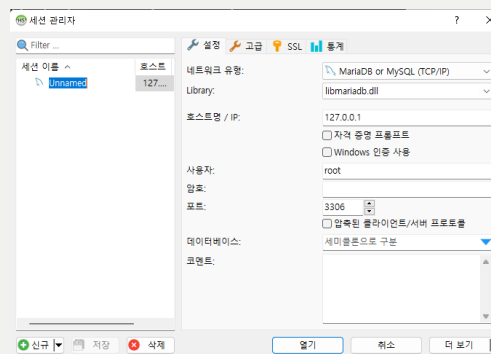 HS 세션 관리자 ? ×
Filter ...
설정 고급 SSL 통계
세션 이름 호스트
Unnamed 127....
네트워크 유형: MariaDB or MySQL (TCP/IP)
Library: libmariadb.dll
호스트명 / IP: 127.0.0.1
자격 증명 프롬프트
Windows 인증 사용
사용자: root
암호:
포트: 3306
압축된 클라이언트/서버 프로토콜
데이터베이스: 세미콜론으로 구분
코멘트:
신규 저장 삭제 열기 취소 더 보기